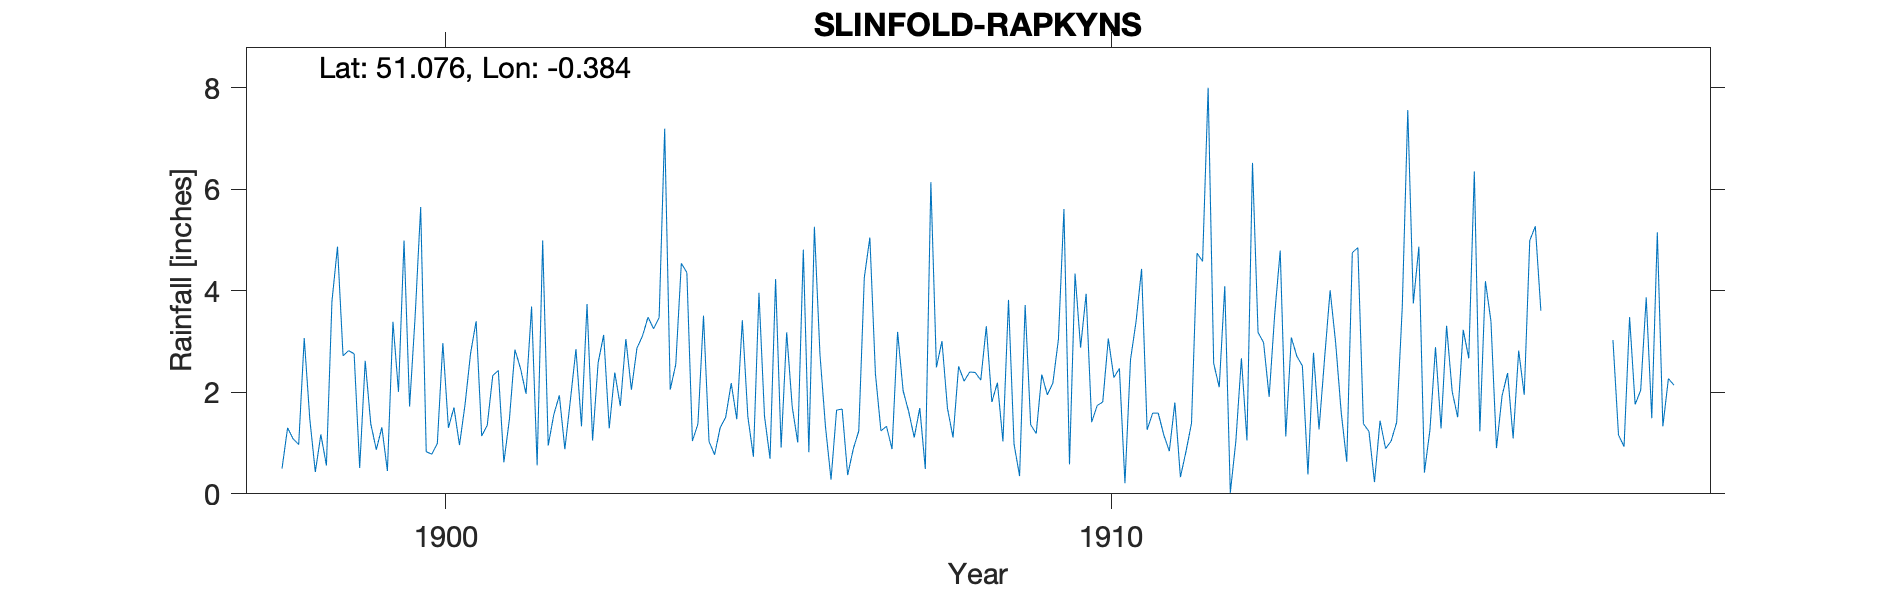 SLINFOLD-RAPKYNS
Lat: 51.076, Lon: -0.384
Rainfall [inches]
8
6
4
2
0
1900
1910
Year